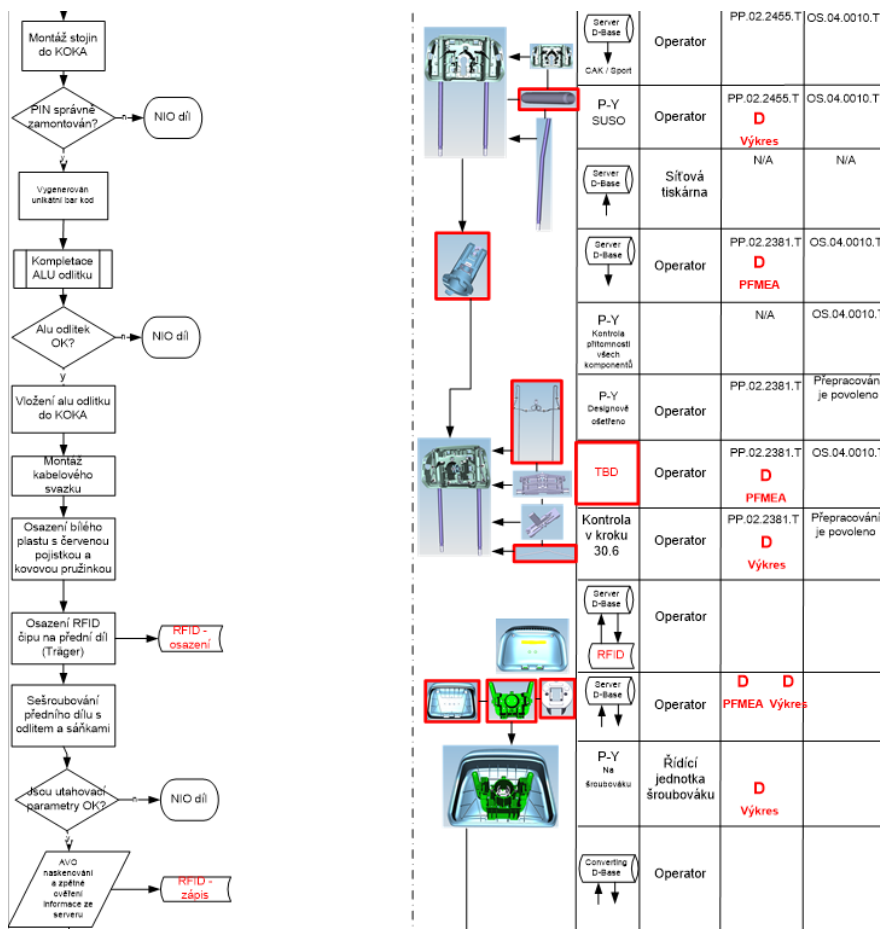 Montáž stojin
do KOKA
PIN správně
zamontován?
n
NIO díl
y
Vygenerován
unikátní bar kod
Kompletace
ALU odlitku
Alu odlitek
OK?
n
NIO díl
y
Vložení alu odlitku
do KOKA
Montáž
kabelového
svazku
Osazení bílého
plastu s červenou
pojistkou a
kovovou pružinkou
Osazení RFID
čipu na přední díl
(Träger)
RFID -
osazení
Sešroubování
předního dílu s
odlitem a sáňkami
Jsou utahovací
parametry OK?
n
NIO díl
y
AVO
naskenování
a zpětné
ověření
informace ze
serveru
RFID -
zápis
Server
D-Base
CAK / Sport
Operator
PP.02.2455.T
OS.04.0010.T
P-Y
SUSO
Operator
PP.02.2455.T
D
Výkres
OS.04.0010.T
Server
D-Base
Síťová
tiskárna
N/A
N/A
Server
D-Base
Operator
PP.02.2381.T
D
PFMEA
OS.04.0010.T
P-Y
Kontrola
přítomnosti
všech
komponentů
N/A
OS.04.0010.T
P-Y
Designově
ošetřeno
Operator
PP.02.2381.T
Přepracování
je povoleno
TBD
Operator
PP.02.2381.T
D
PFMEA
OS.04.0010.T
Kontrola
v kroku
30.6
Operator
PP.02.2381.T
D
Výkres
Přepracování
je povoleno
Server
D-Base
RFID
Operator
Server
D-Base
Operator
D D
PFMEA Výkres
P-Y
Na
šroubováku
Řídící
jednotka
šroubováku
D
Výkres
Converting
D-Base
Operator